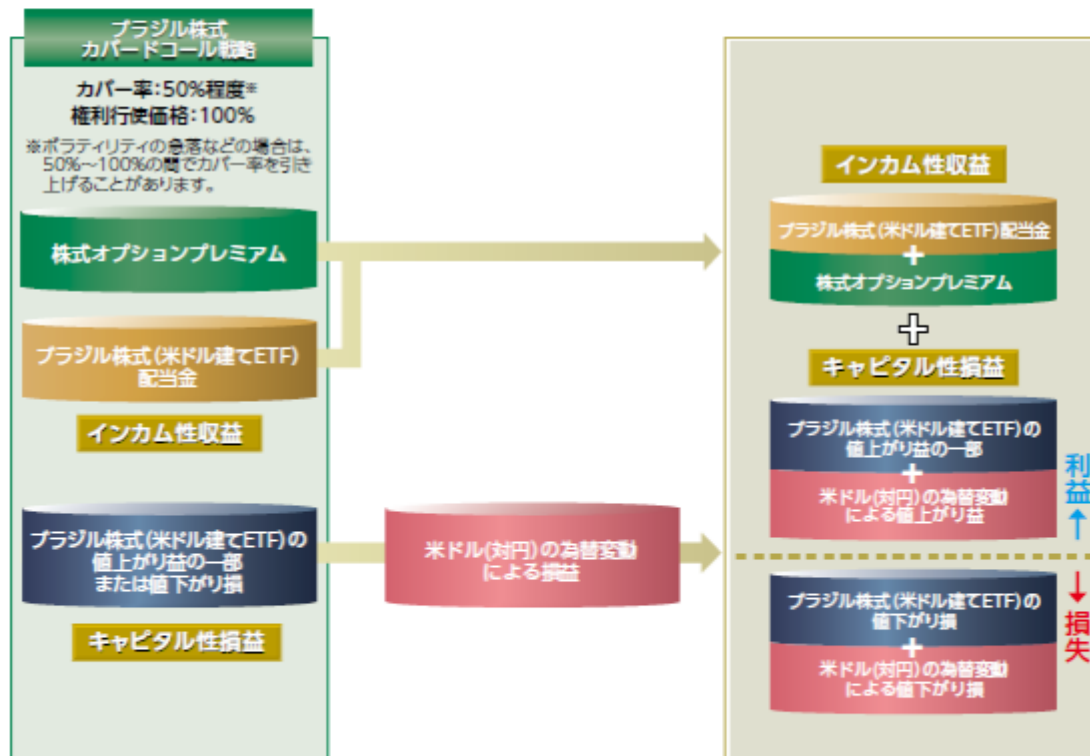 ブラジル株式
カバードコール戦略
カバー率:50%程度※
権利行使価格:100%
※ボラティリティの急落などの場合は、
50%～100%の間でカバー率を引き
上げることがあります。
株式オプションプレミアム
ブラジル株式(米ドル建てETF)
配当金
インカム性収益
ブラジル株式(米ドル建てETF)の
値上がり益の一部
または値下がり損
キャピタル性損益
米ドル(対円)の為替変動
による損益
インカム性収益
ブラジル株式(米ドル建てETF)配当金
+
株式オプションプレミアム
+
キャピタル性損益
ブラジル株式(米ドル建てETF)の
値上がり益の一部
+
米ドル(対円)の為替変動
による値上がり益
利益↑
↓損失
ブラジル株式(米ドル建てETF)の
値下がり損
+
米ドル(対円)の為替変動
による値下がり損